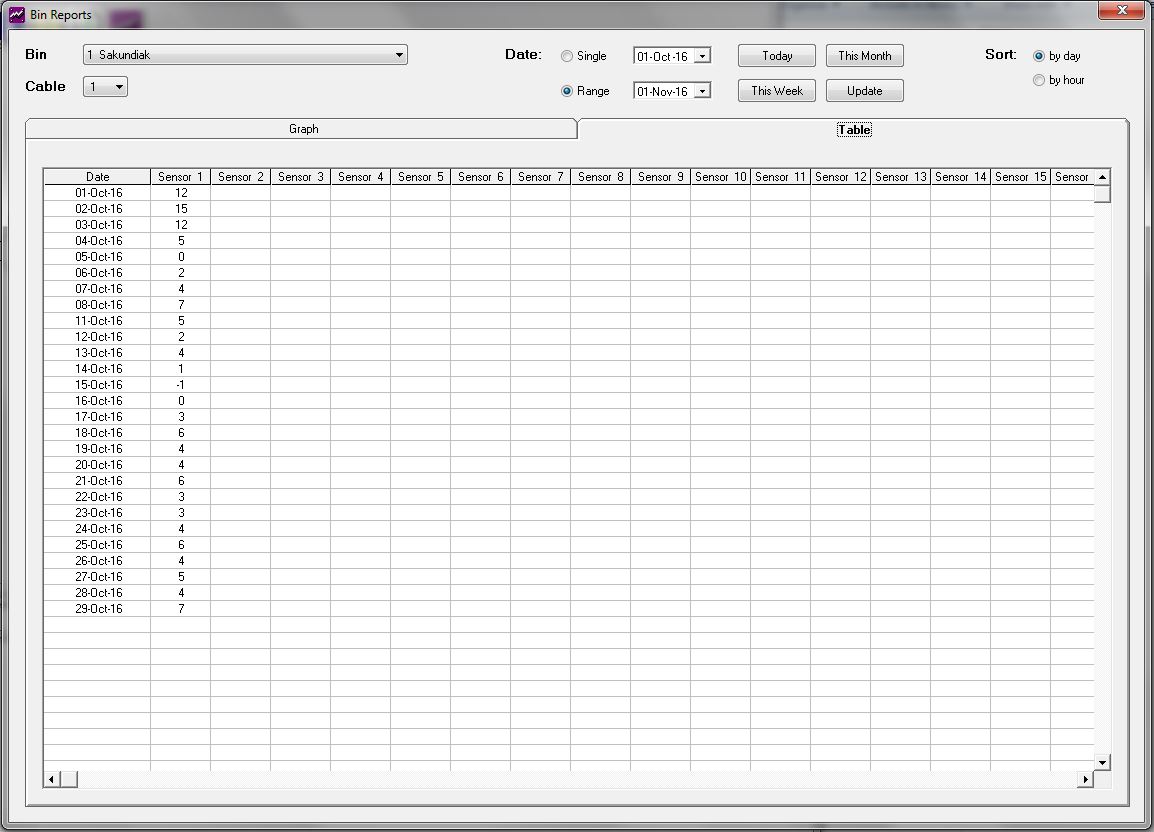 Bin Reports
Bin 1 Sakundiak Date: Single 01-Oct-16 Today This Month Sort: by day
Cable 1 Range 01-Nov-16 This Week Update by hour
Graph Table
Date Sensor 1 Sensor 2 Sensor 3 Sensor 4 Sensor 5 Sensor 6 Sensor 7 Sensor 8 Sensor 9 Sensor 10 Sensor 11 Sensor 12 Sensor 13 Sensor 14 Sensor 15 Sensor
01-Oct-16 12
02-Oct-16 15
03-Oct-16 12
04-Oct-16 5
05-Oct-16 0
06-Oct-16 2
07-Oct-16 4
08-Oct-16 7
11-Oct-16 5
12-Oct-16 2
13-Oct-16 4
14-Oct-16 1
15-Oct-16 -1
16-Oct-16 0
17-Oct-16 3
18-Oct-16 6
19-Oct-16 4
20-Oct-16 4
21-Oct-16 6
22-Oct-16 3
23-Oct-16 3
24-Oct-16 4
25-Oct-16 6
26-Oct-16 4
27-Oct-16 5
28-Oct-16 4
29-Oct-16 7